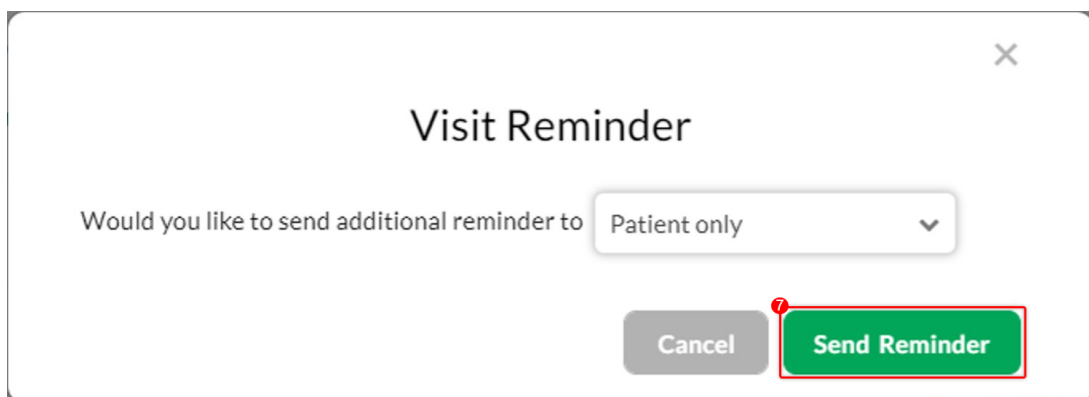 Visit Reminder
Would you like to send additional reminder to Patient only
7
Cancel Send Reminder